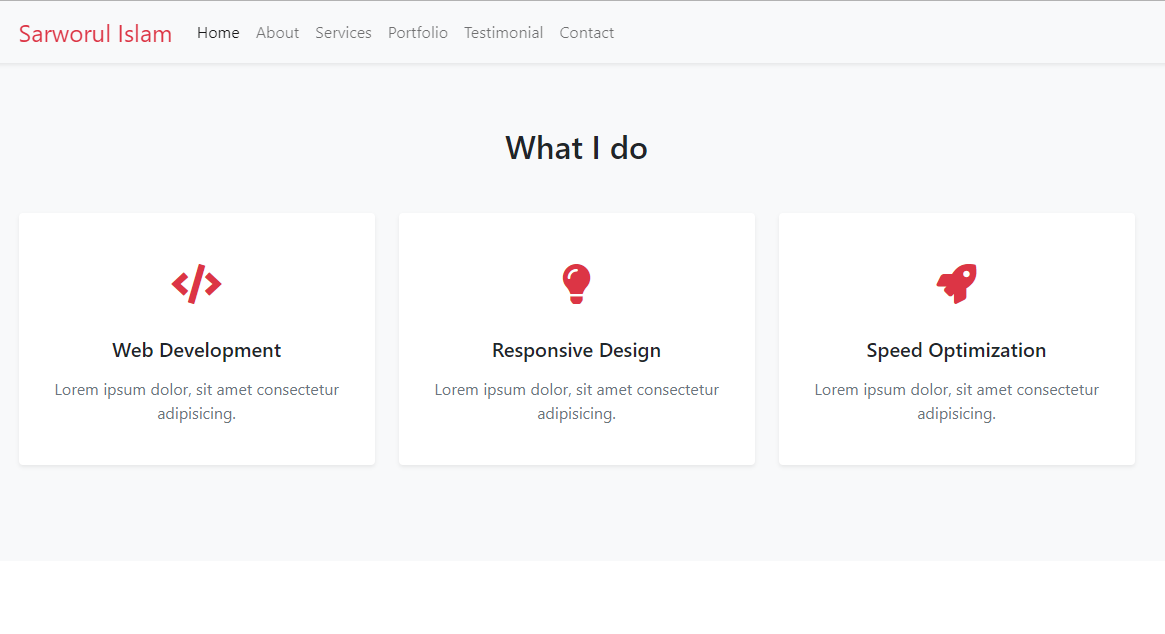 Sarworul Islam Home About Services Portfolio Testimonial Contact
What I do
Web Development
Lorem ipsum dolor, sit amet consectetur
adipisicing.
Responsive Design
Lorem ipsum dolor, sit amet consectetur
adipisicing.
Speed Optimization
Lorem ipsum dolor, sit amet consectetur
adipisicing.